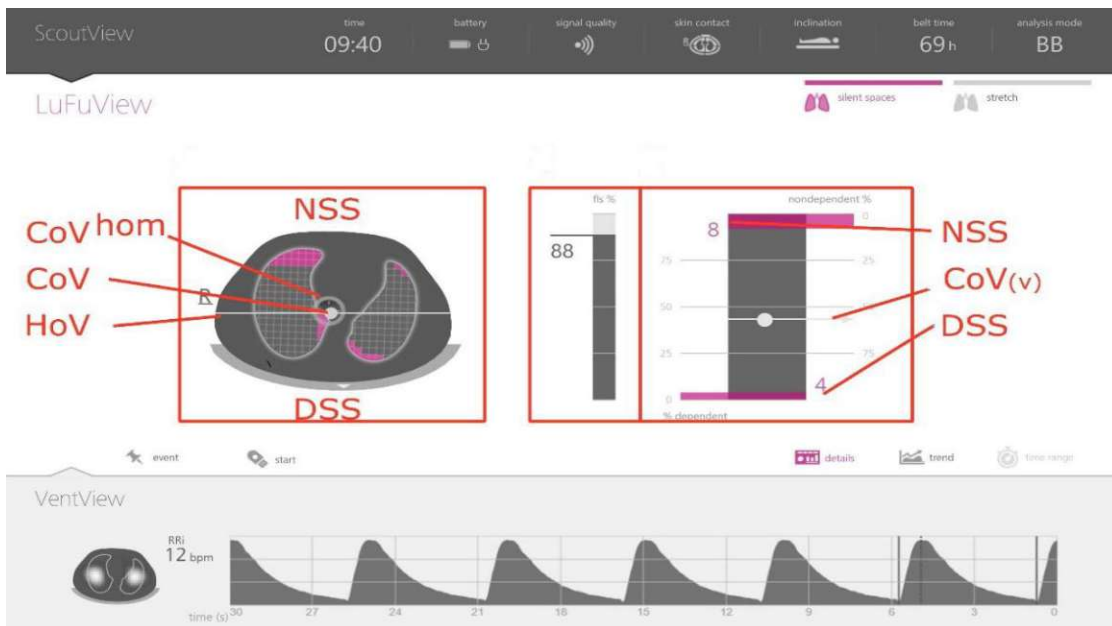 ScoutView
time
09:40
battery
signal quality
skin contact
inclination
belt time
69 h
analysis mode
BB
LuFuView
silent spaces
stretch
NSS
CoV hom
CoV
HoV
R
DSS
fls %
88
nondependent %
8
0
75
25
50
25
75
4
0
% dependent
NSS
CoV(v)
DSS
event
start
details
trend
time range
VentView
RRi
12 bpm
time (s)
30 27 24 21 18 15 12 9 6 3 0